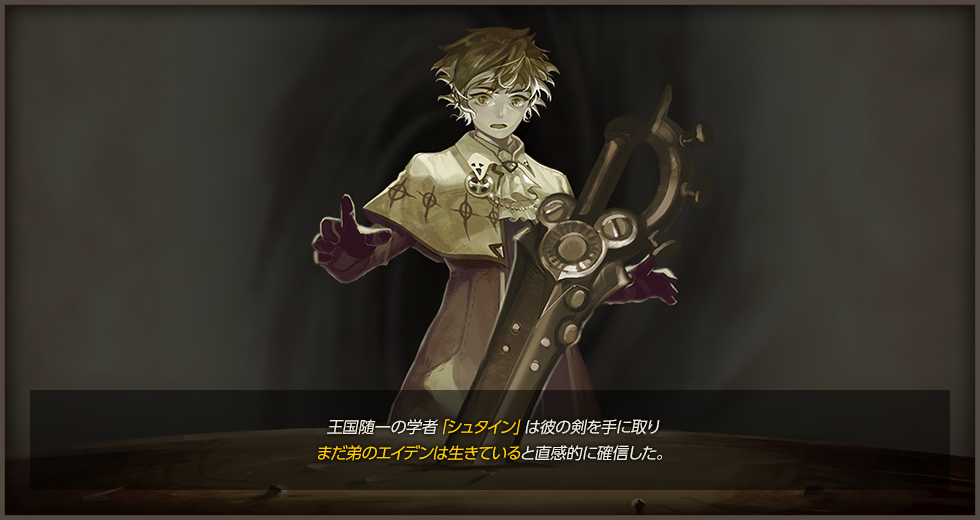 王国随一の学者「シュタイン」は彼の剣を手に取り
まだ弟のエイデンは生きていると直感的に確信した。